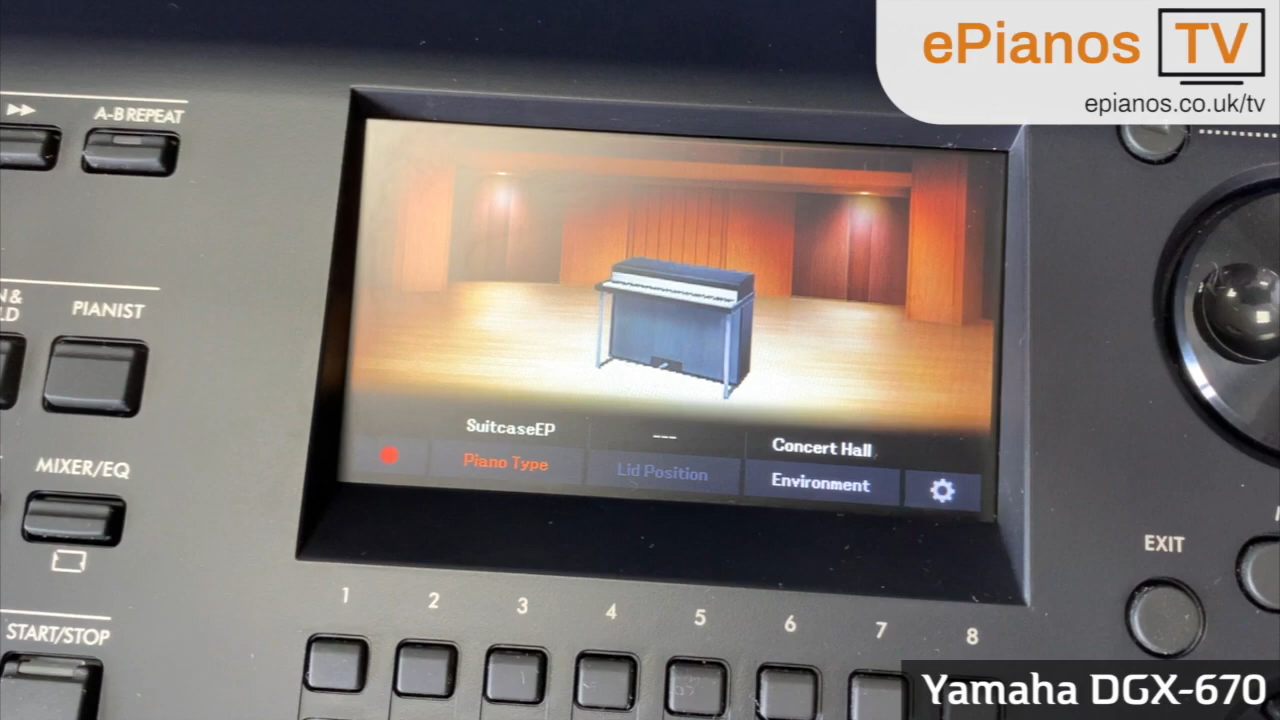 ePianos TV
epianos.co.uk/tv
A-B REPEAT
PIANIST
MIXER/EQ
START/STOP
SuitcaseEP
---
Concert Hall
Piano Type
Lid Position
Environment
EXIT
1 2 3 4 5 6 7 8
Yamaha DGX-670